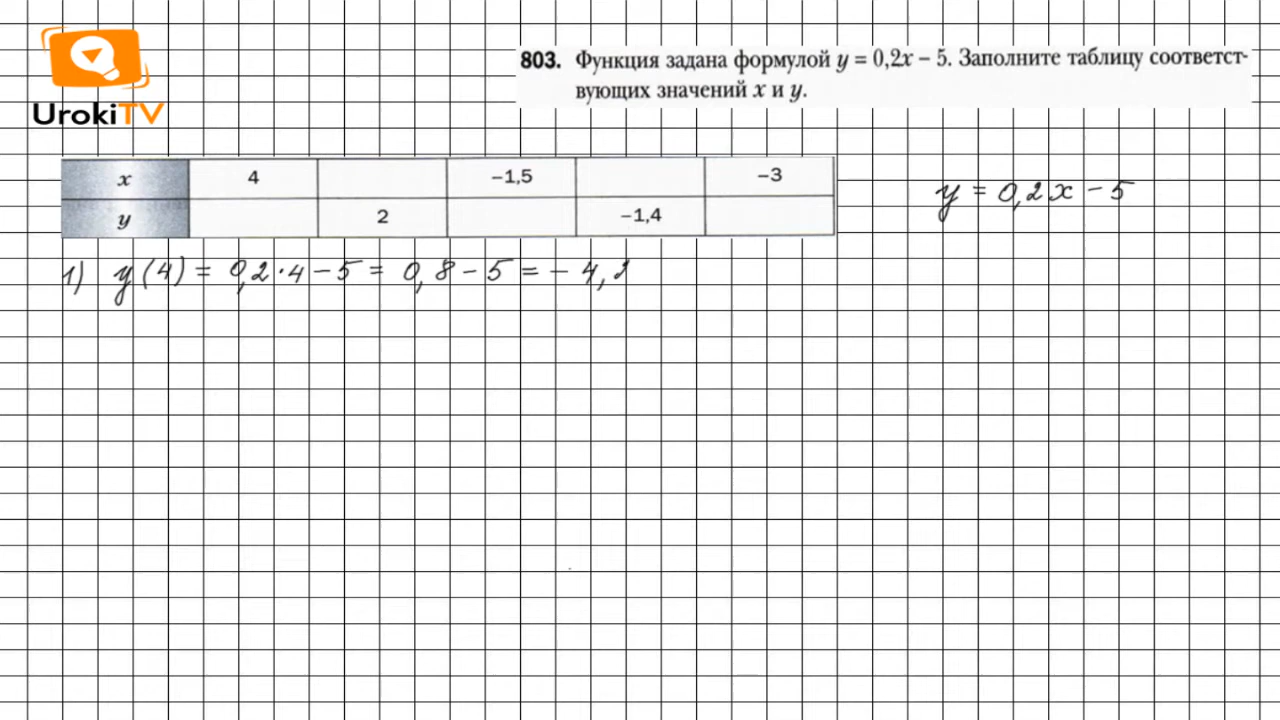 UrokiTV
803. Функция задана формулой y = 0,2x – 5. Заполните таблицу соответст-
вующих значений x и y.
x 4 –1,5 –3
y 2 –1,4
y = 0,2x – 5
1) y(4) = 0,2·4 – 5 = 0,8 – 5 = – 4,2